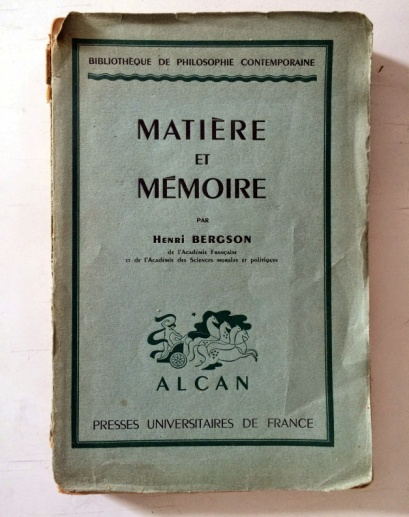 BIBLIOTHÈQUE DE PHILOSOPHIE CONTEMPORAINE
MATIÈRE
ET
MÉMOIRE
PAR
HENRI BERGSON
de l'Académie Française
et de l'Académie des Sciences morales et politiques
ALCAN
PRESSES UNIVERSITAIRES DE FRANCE